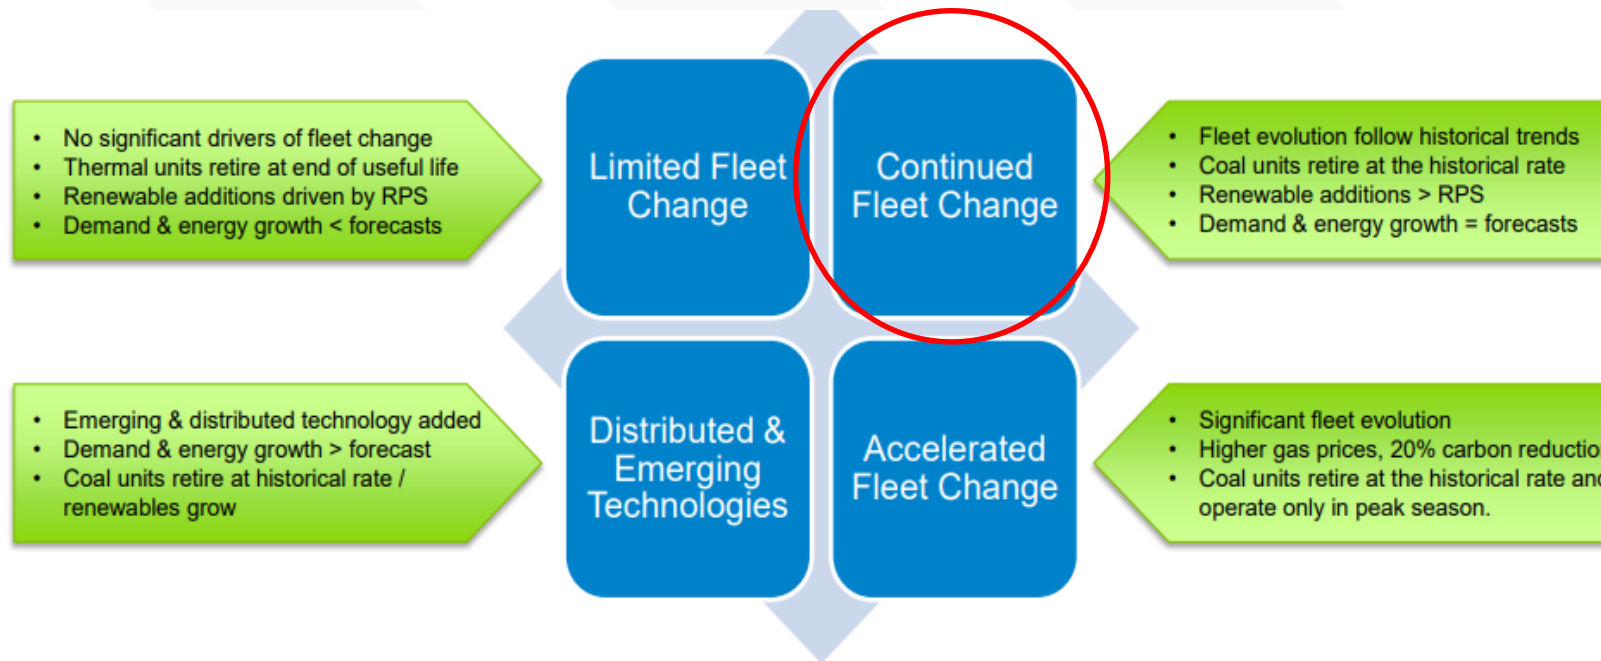 • No significant drivers of fleet change
• Thermal units retire at end of useful life
• Renewable additions driven by RPS
• Demand & energy growth < forecasts
Limited Fleet
Change
Continued
Fleet Change
• Fleet evolution follow historical trends
• Coal units retire at the historical rate
• Renewable additions > RPS
• Demand & energy growth = forecasts
• Emerging & distributed technology added
• Demand & energy growth > forecast
• Coal units retire at historical rate /
renewables grow
Distributed &
Emerging
Technologies
Accelerated
Fleet Change
• Significant fleet evolution
• Higher gas prices, 20% carbon reductio
• Coal units retire at the historical rate and
operate only in peak season.